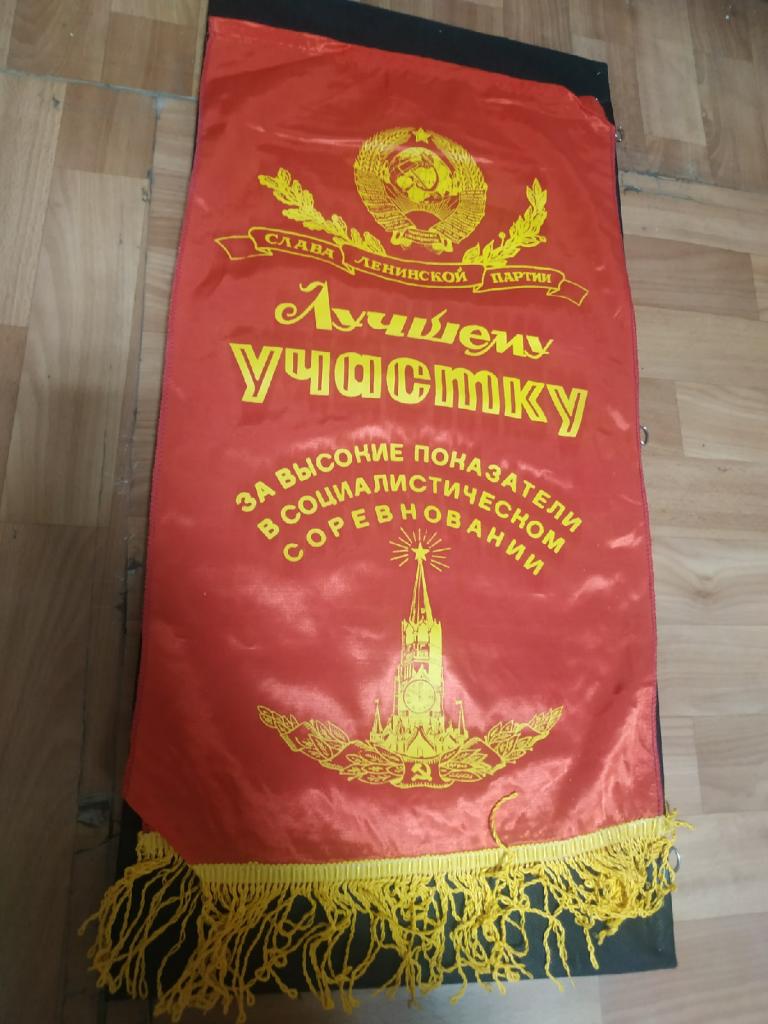 СЛАВА ЛЕНИНСКОЙ ПАРТИИ
Лучшему
участку
ЗА ВЫСОКИЕ ПОКАЗАТЕЛИ
В СОЦИАЛИСТИЧЕСКОМ
СОРЕВНОВАНИИ